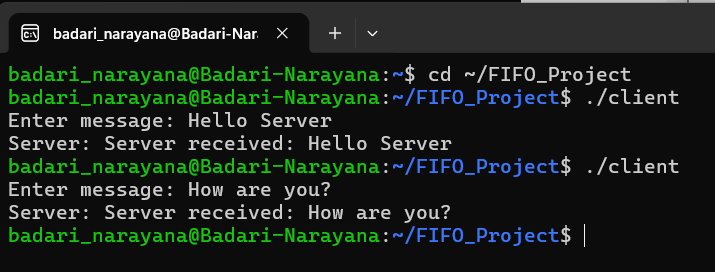 badari_narayana@Badari-Nar
badari_narayana@Badari-Narayana:~$ cd ~/FIFO_Project
badari_narayana@Badari-Narayana:~/FIFO_Project$ ./client
Enter message: Hello Server
Server: Server received: Hello Server
badari_narayana@Badari-Narayana:~/FIFO_Project$ ./client
Enter message: How are you?
Server: Server received: How are you?
badari_narayana@Badari-Narayana:~/FIFO_Project$